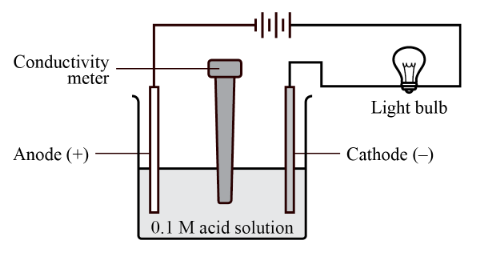 Conductivity
meter
Light bulb
Anode (+)
Cathode (–)
0.1 M acid solution